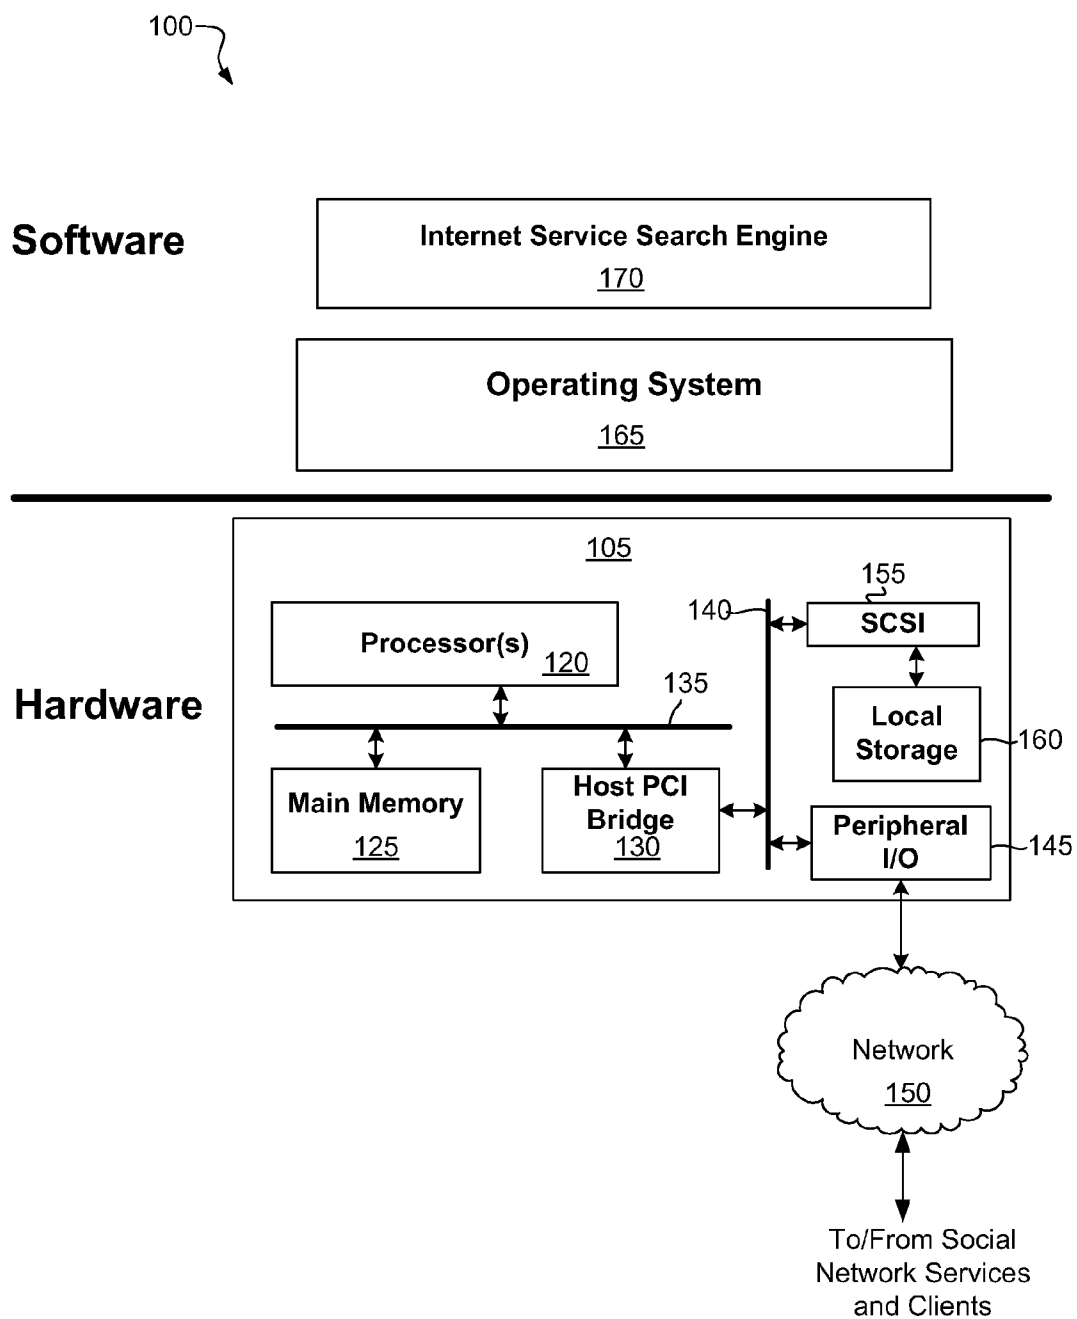 100
Software
Internet Service Search Engine
170
Operating System
165
105
155
140
SCSI
Processor(s)
120
135
Hardware
Local
Storage
160
Main Memory
125
Host PCI
Bridge
130
Peripheral
I/O
145
Network
150
To/From Social
Network Services
and Clients